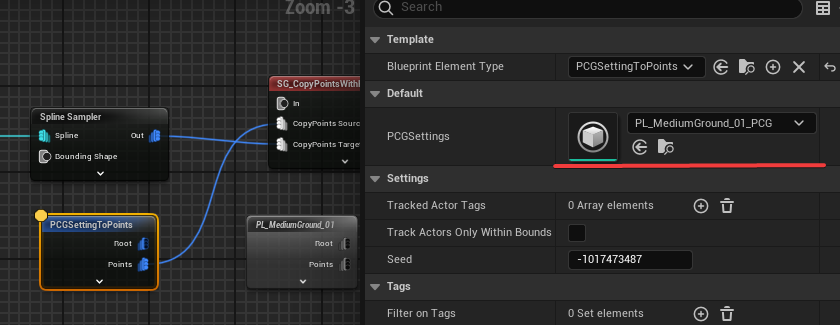 Zoom -3
SG_CopyPointsWithI
In
CopyPoints Sourc
CopyPoints Targe
Spline Sampler
Spline
Out
Bounding Shape
PCGSettingToPoints
Root
Points
PL_MediumGround_01
Root
Points
Search
Template
Blueprint Element Type
PCGSettingToPoints
Default
PCGSettings
PL_MediumGround_01_PCG
Settings
Tracked Actor Tags
0 Array elements
Track Actors Only Within Bounds
Seed
-1017473487
Tags
Filter on Tags
0 Set elements